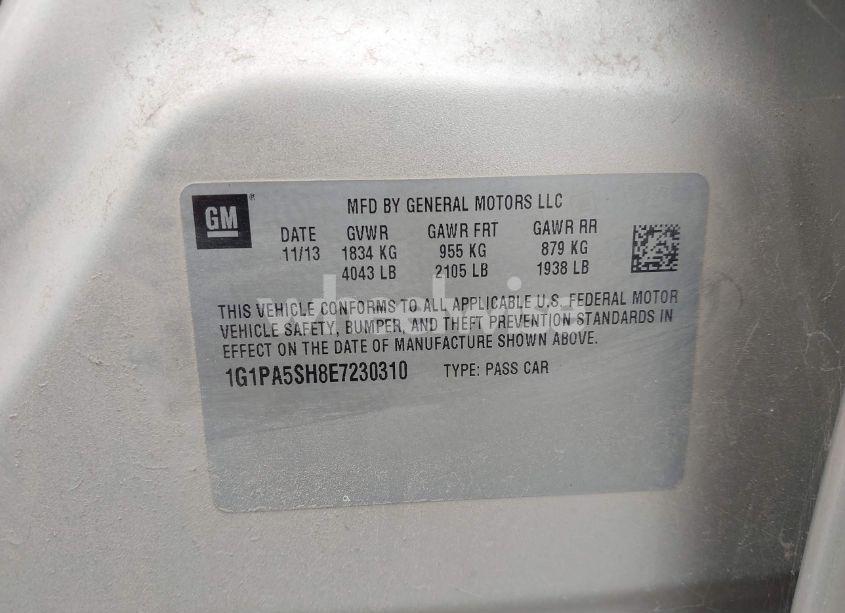 GM ®
MFD BY GENERAL MOTORS LLC
DATE GVWR GAWR FRT GAWR RR
11/13 1834 KG 955 KG 879 KG
4043 LB 2105 LB 1938 LB
THIS VEHICLE CONFORMS TO ALL APPLICABLE U.S. FEDERAL MOTOR
VEHICLE SAFETY, BUMPER, AND THEFT PREVENTION STANDARDS IN
EFFECT ON THE DATE OF MANUFACTURE SHOWN ABOVE.
1G1PA5SH8E7230310 TYPE: PASS CAR